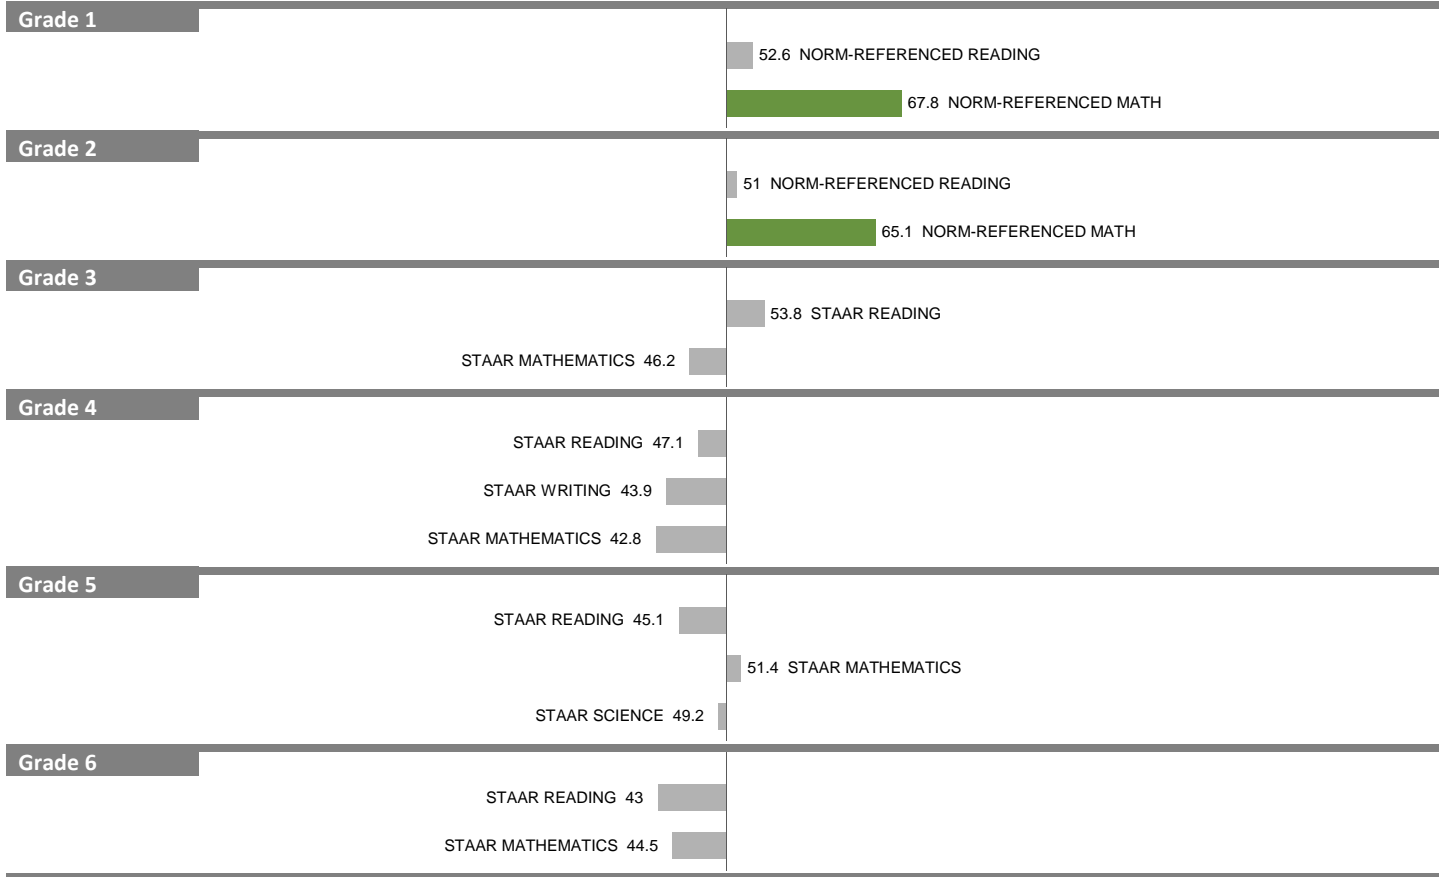 Grade 1
52.6 NORM-REFERENCED READING
67.8 NORM-REFERENCED MATH
Grade 2
51 NORM-REFERENCED READING
65.1 NORM-REFERENCED MATH
Grade 3
53.8 STAAR READING
STAAR MATHEMATICS 46.2
Grade 4
STAAR READING 47.1
STAAR WRITING 43.9
STAAR MATHEMATICS 42.8
Grade 5
STAAR READING 45.1
51.4 STAAR MATHEMATICS
STAAR SCIENCE 49.2
Grade 6
STAAR READING 43
STAAR MATHEMATICS 44.5